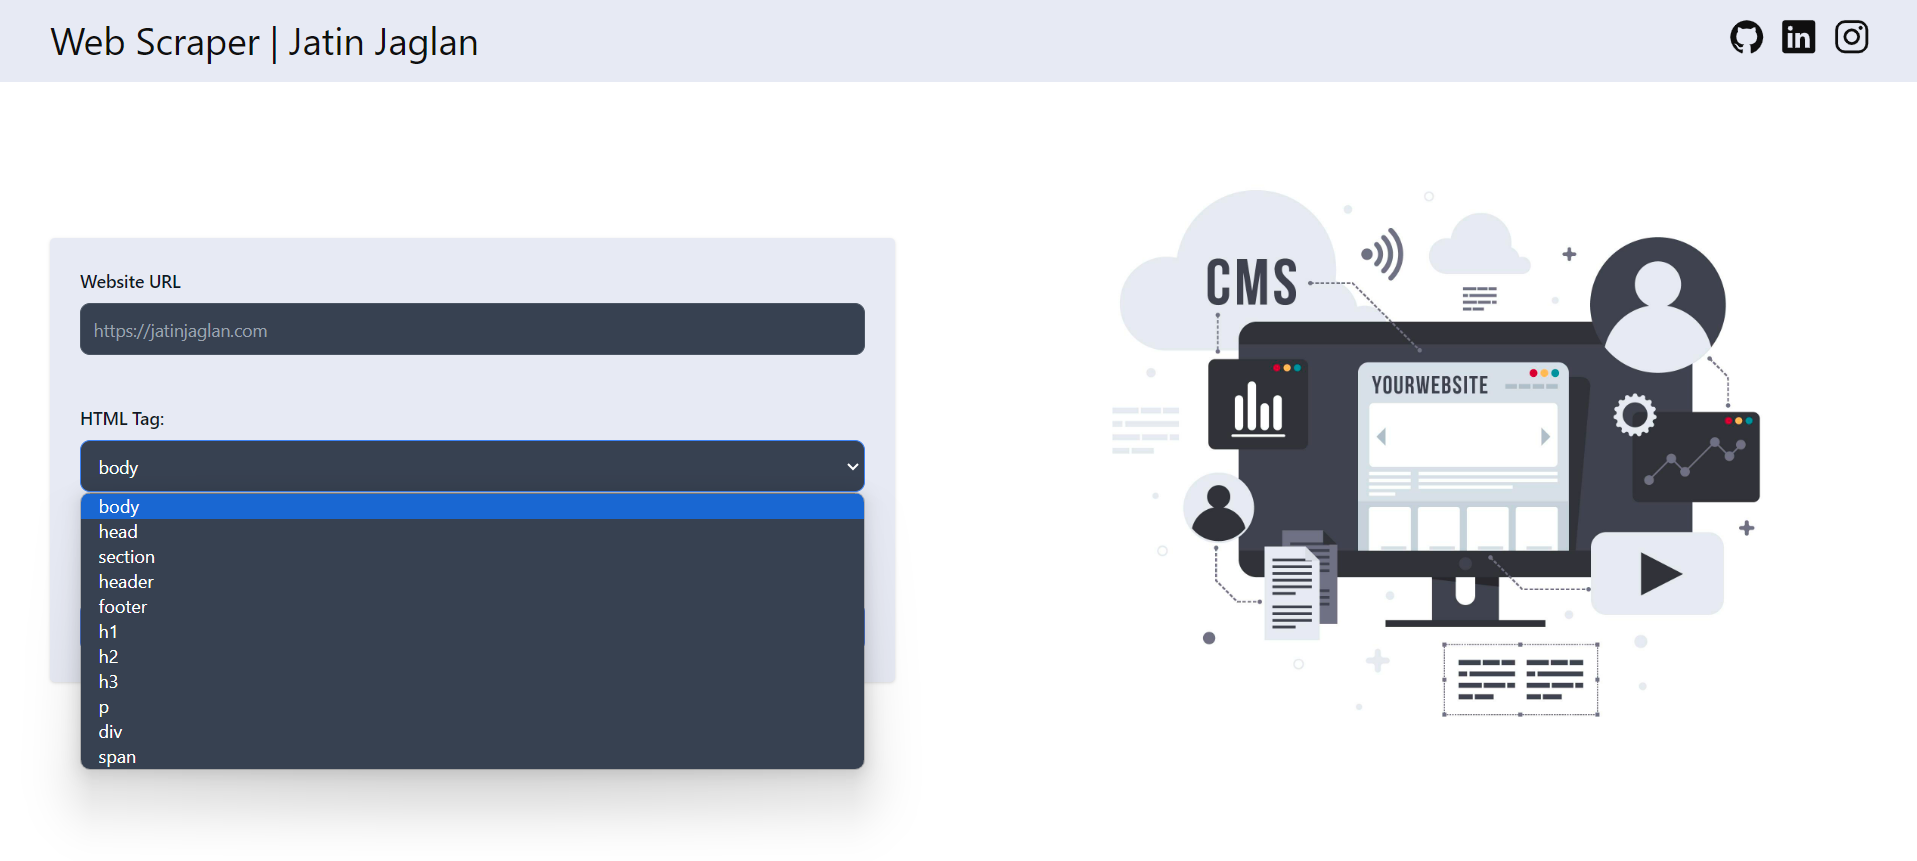 Web Scraper | Jatin Jaglan
Website URL
https://jatinjaglan.com
HTML Tag:
body
body
head
section
header
footer
h1
h2
h3
p
div
span
CMS
YOURWEBSITE